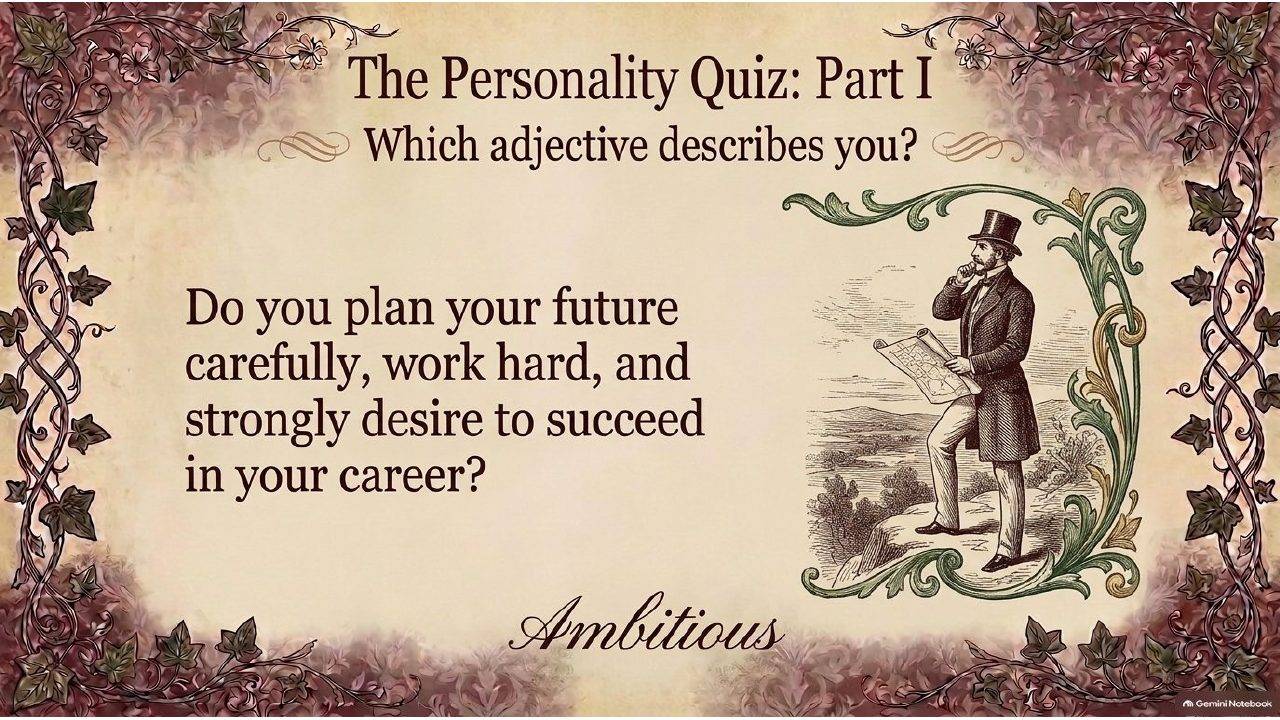 The Personality Quiz: Part I
Which adjective describes you?
Do you plan your future
carefully, work hard, and
strongly desire to succeed
in your career?
Ambitious
Gemini Notebook